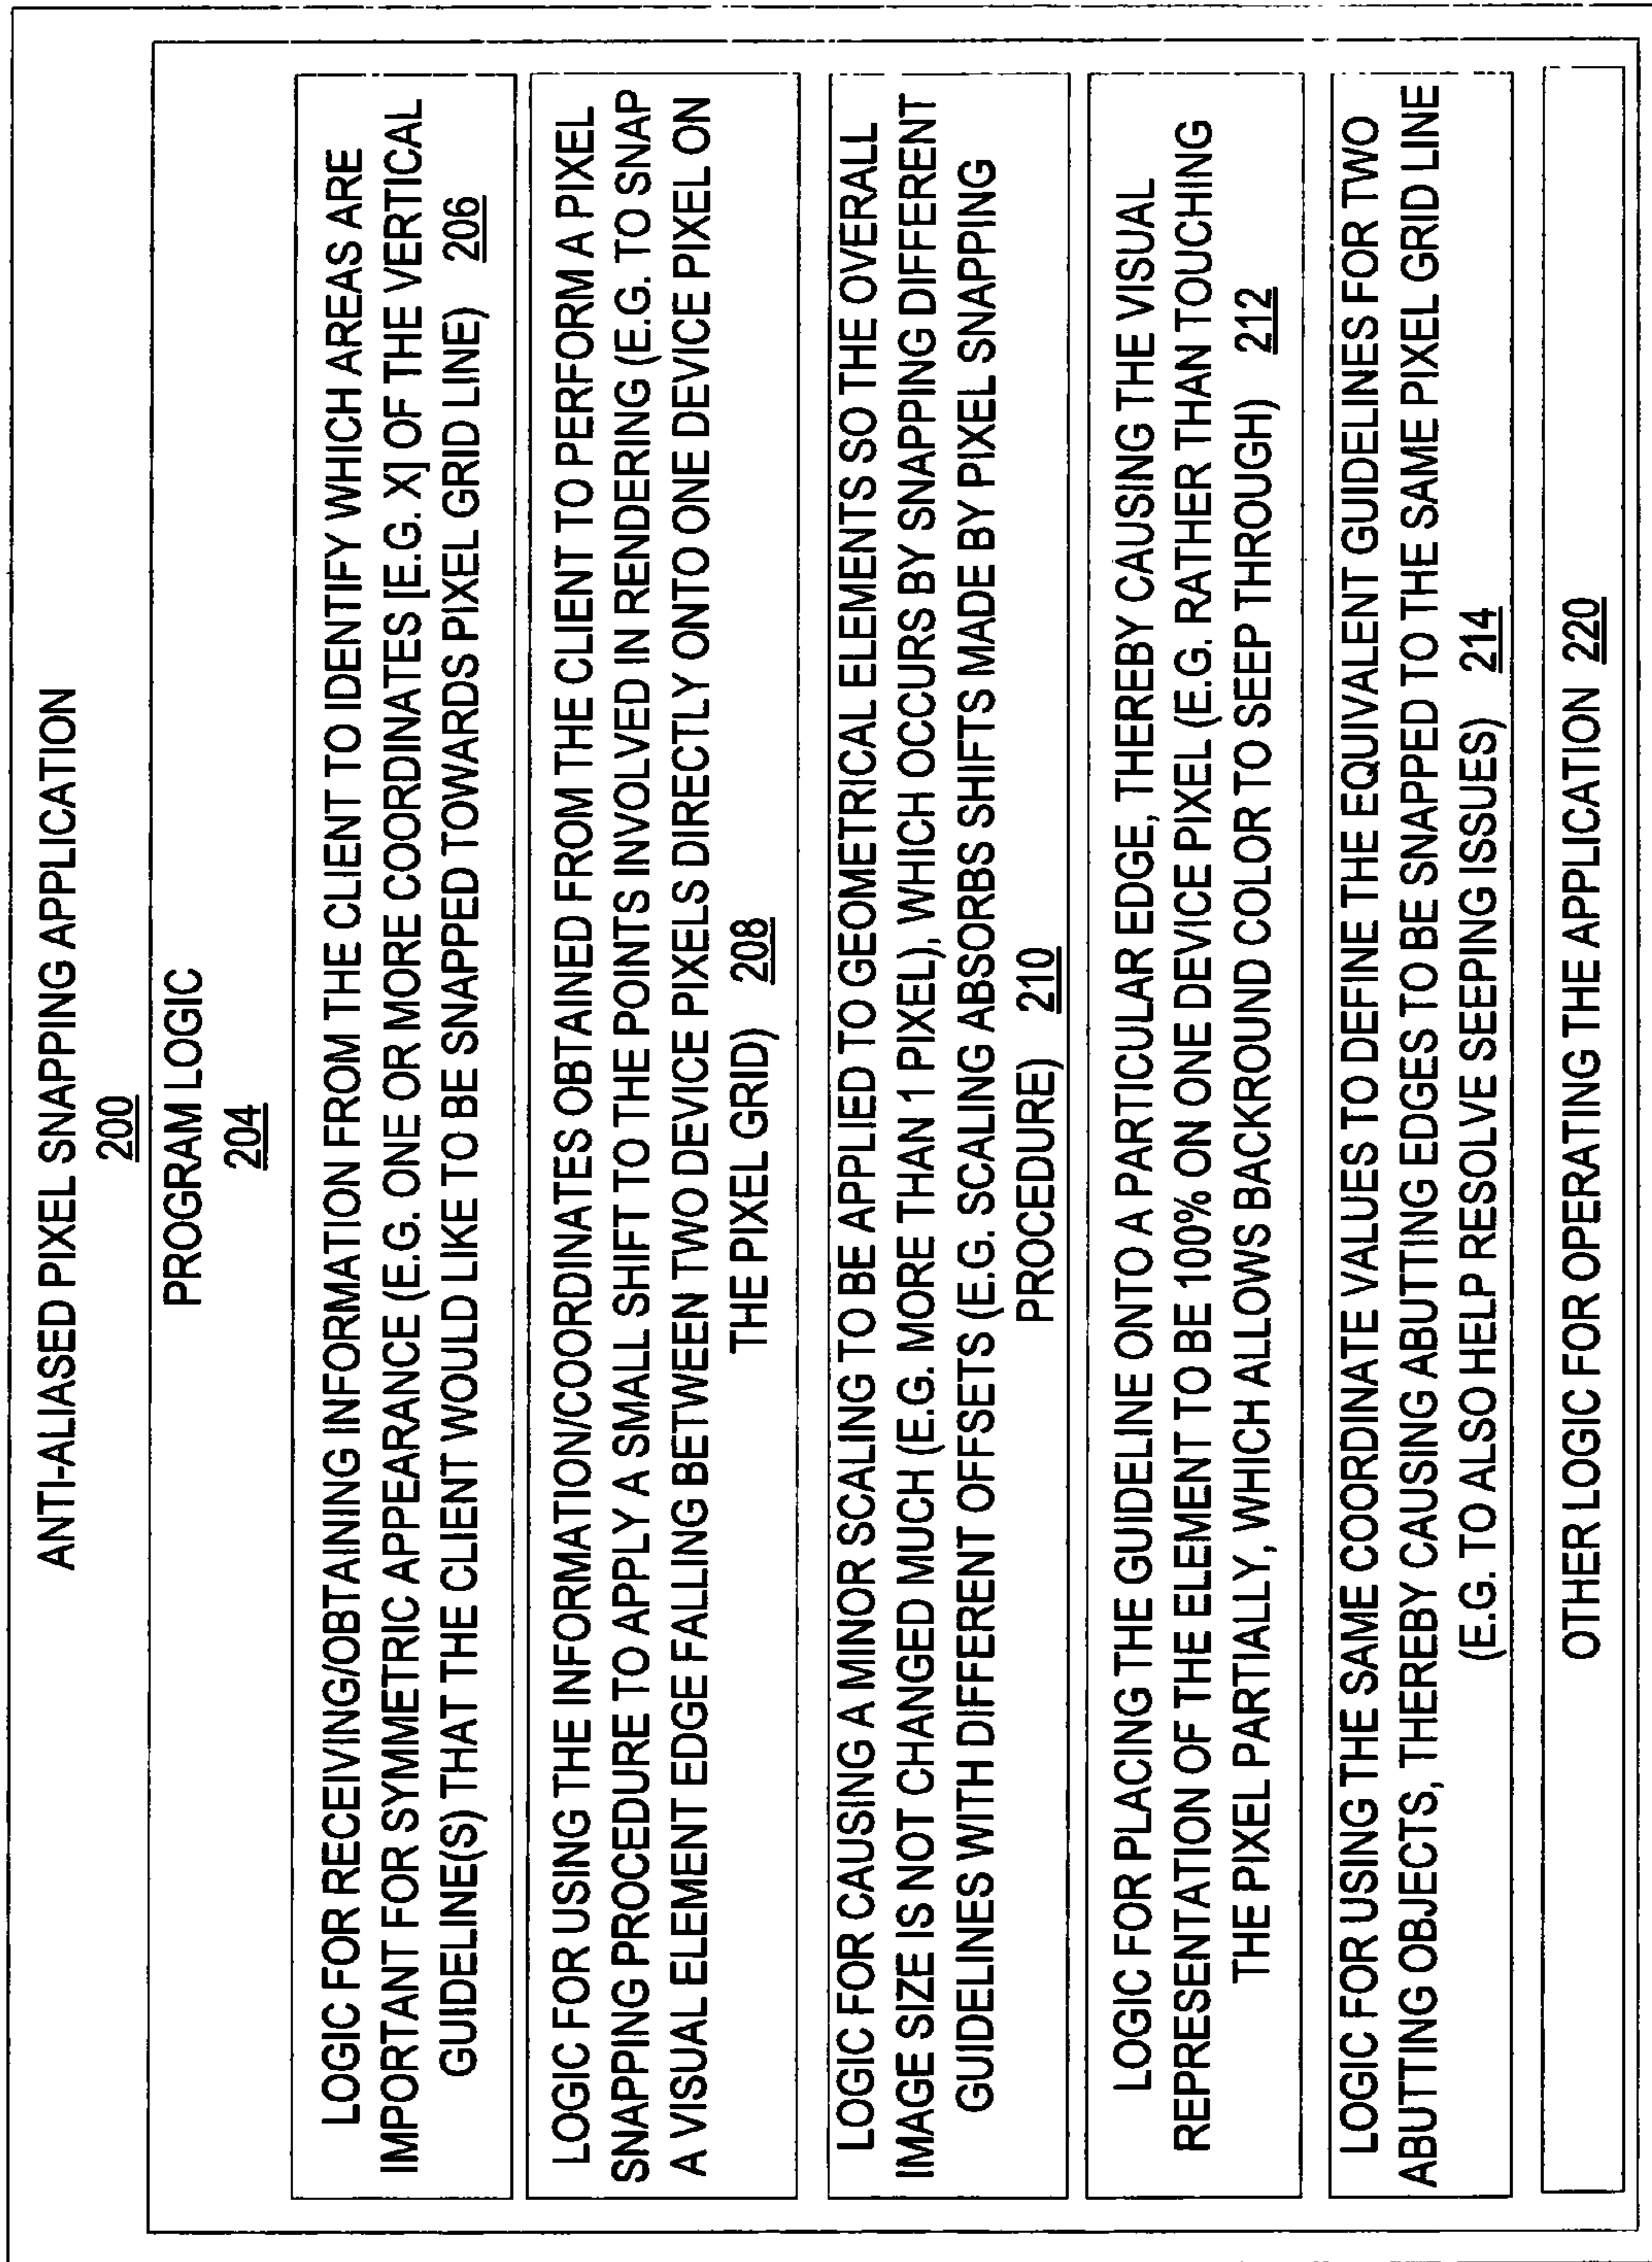 ANTI-ALIASED PIXEL SNAPPING APPLICATION
200
PROGRAM LOGIC
204
LOGIC FOR RECEIVING/OBTAINING INFORMATION FROM THE CLIENT TO IDENTIFY WHICH AREAS ARE
IMPORTANT FOR SYMMETRIC APPEARANCE (E.G. ONE OR MORE COORDINATES [E.G. X] OF THE VERTICAL
GUIDELINE(S) THAT THE CLIENT WOULD LIKE TO BE SNAPPED TOWARDS PIXEL GRID LINE) 206
LOGIC FOR USING THE INFORMATION/COORDINATES OBTAINED FROM THE CLIENT TO PERFORM A PIXEL
SNAPPING PROCEDURE TO APPLY A SMALL SHIFT TO THE POINTS INVOLVED IN RENDERING (E.G. TO SNAP
A VISUAL ELEMENT EDGE FALLING BETWEEN TWO DEVICE PIXELS DIRECTLY ONTO ONE DEVICE PIXEL ON
THE PIXEL GRID) 208
LOGIC FOR CAUSING A MINOR SCALING TO BE APPLIED TO GEOMETRICAL ELEMENTS SO THE OVERALL
IMAGE SIZE IS NOT CHANGED MUCH (E.G. MORE THAN 1 PIXEL), WHICH OCCURS BY SNAPPING DIFFERENT
GUIDELINES WITH DIFFERENT OFFSETS (E.G. SCALING ABSORBS SHIFTS MADE BY PIXEL SNAPPING
PROCEDURE) 210
LOGIC FOR PLACING THE GUIDELINE ONTO A PARTICULAR EDGE, THEREBY CAUSING THE VISUAL
REPRESENTATION OF THE ELEMENT TO BE 100% ON ONE DEVICE PIXEL (E.G. RATHER THAN TOUCHING
THE PIXEL PARTIALLY, WHICH ALLOWS BACKROUND COLOR TO SEEP THROUGH) 212
LOGIC FOR USING THE SAME COORDINATE VALUES TO DEFINE THE EQUIVALENT GUIDELINES FOR TWO
ABUTTING OBJECTS, THEREBY CAUSING ABUTTING EDGES TO BE SNAPPED TO THE SAME PIXEL GRID LINE
(E.G. TO ALSO HELP RESOLVE SEEPING ISSUES) 214
OTHER LOGIC FOR OPERATING THE APPLICATION 220